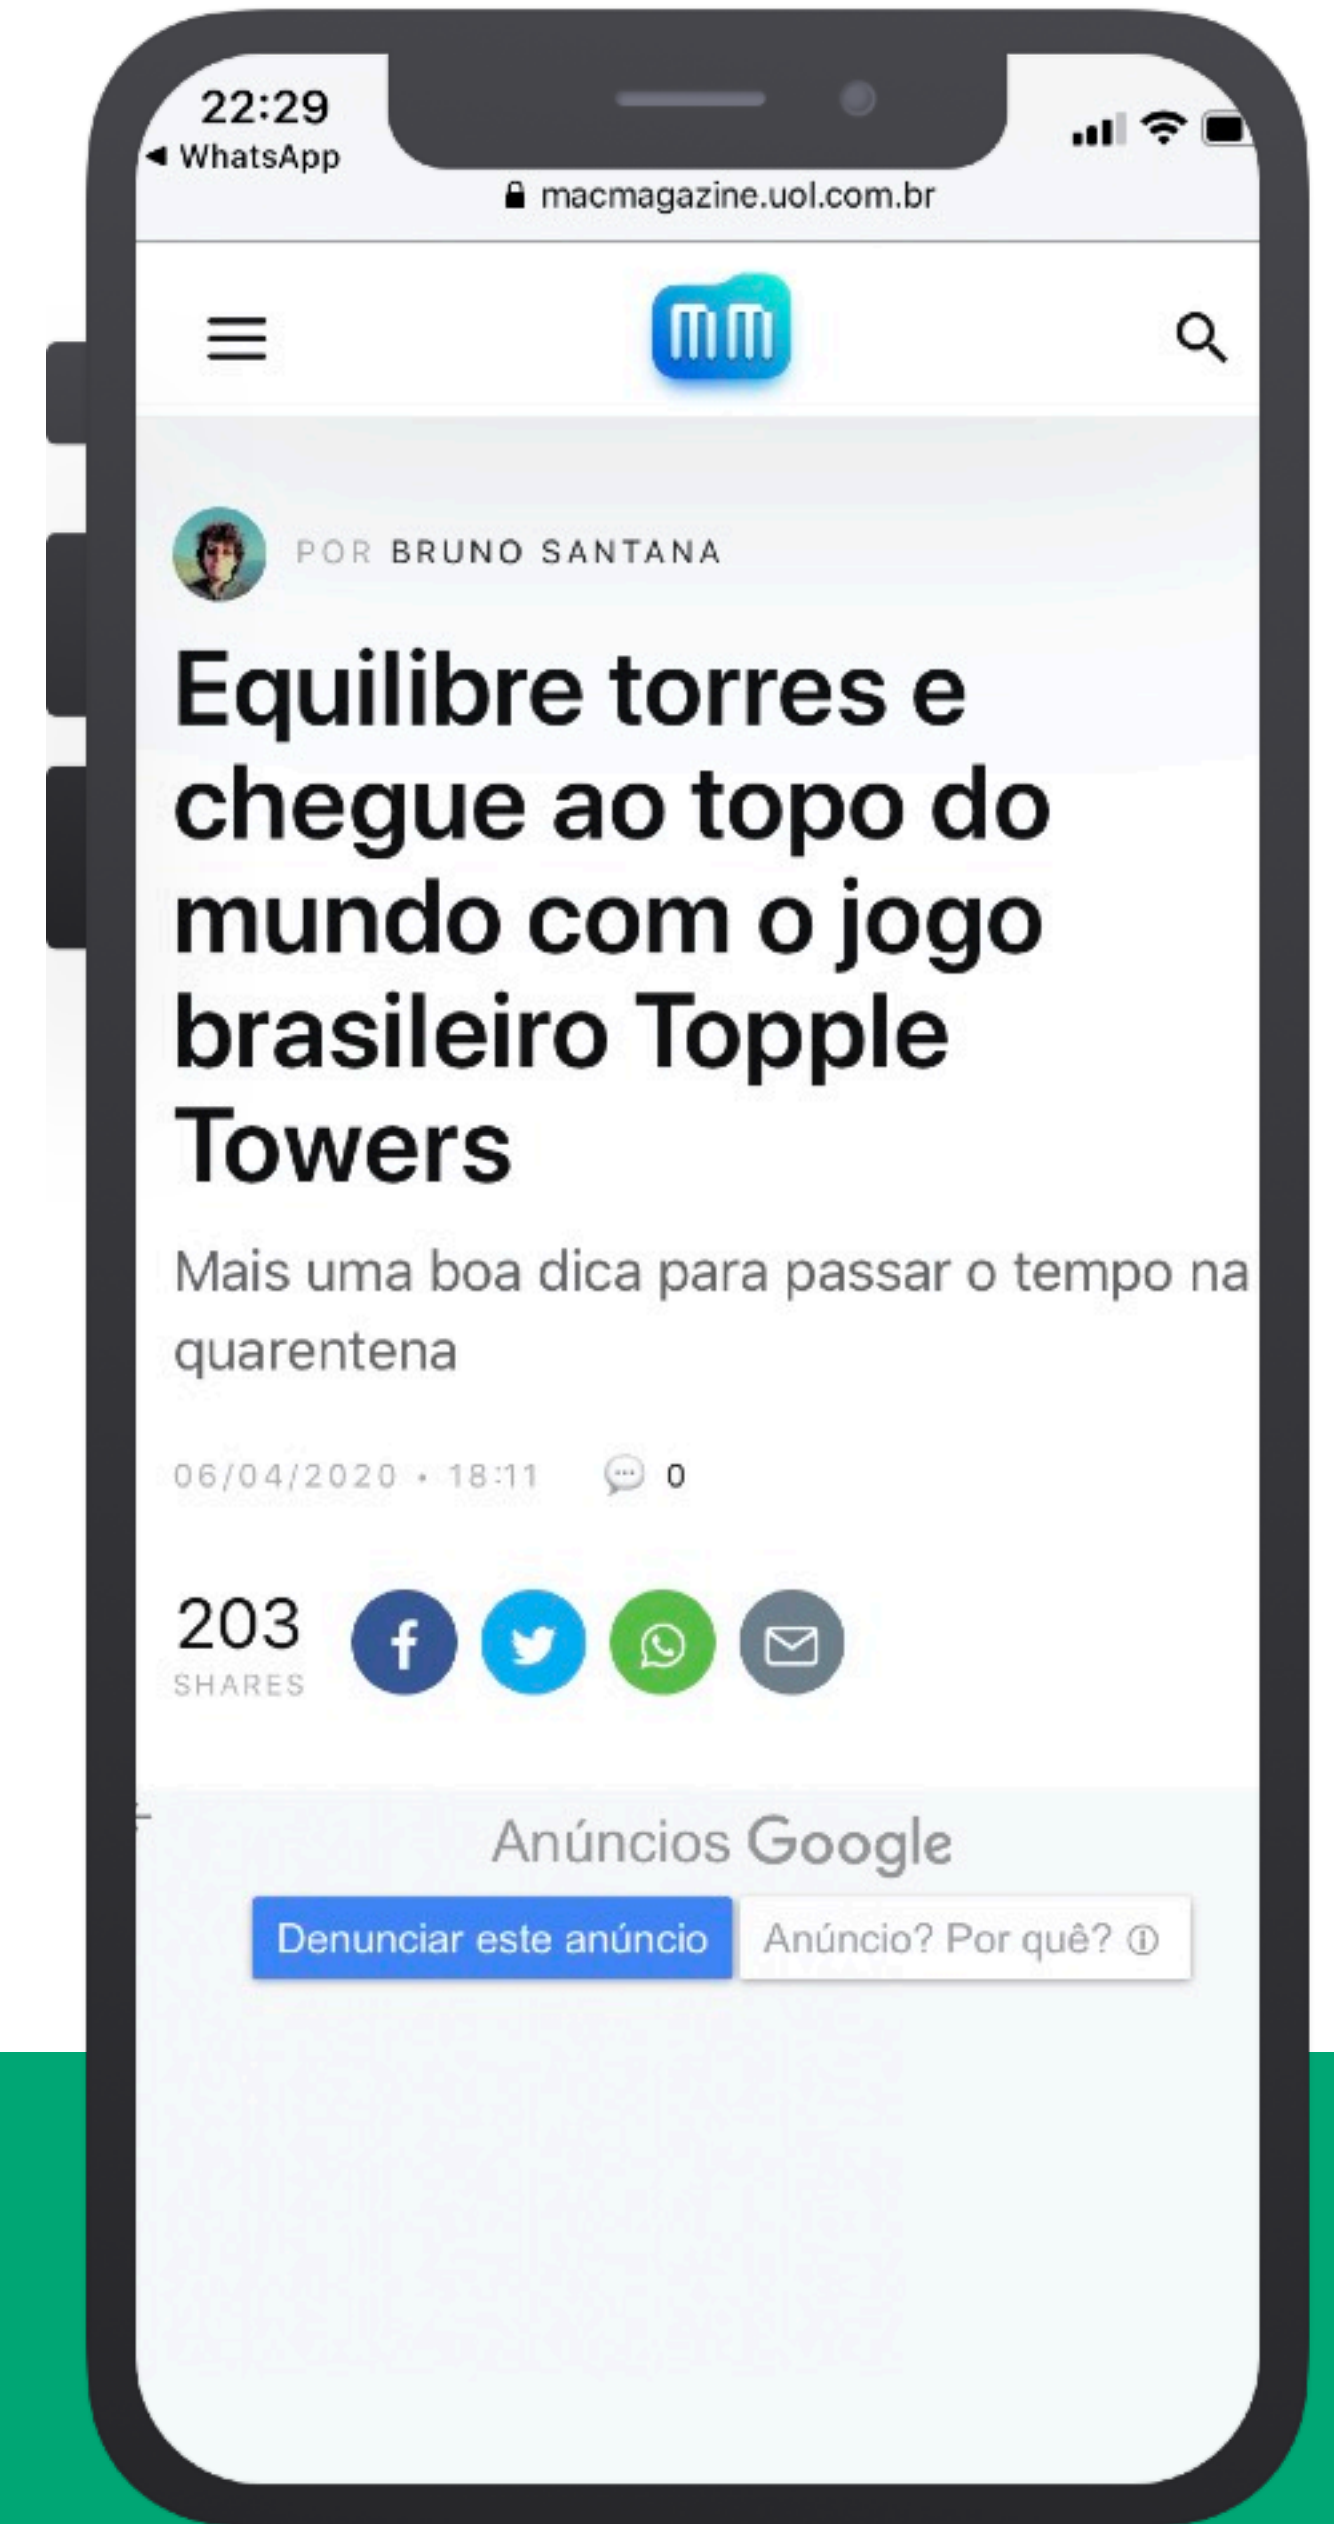 22:29
WhatsApp
macmagazine.uol.com.br
mm
POR BRUNO SANTANA
Equilibre torres e
chegue ao topo do
mundo com o jogo
brasileiro Topple
Towers
Mais uma boa dica para passar o tempo na
quarentena
06/04/2020 • 18:11 0
203
SHARES
Anúncios Google
Denunciar este anúncio Anúncio? Por quê?